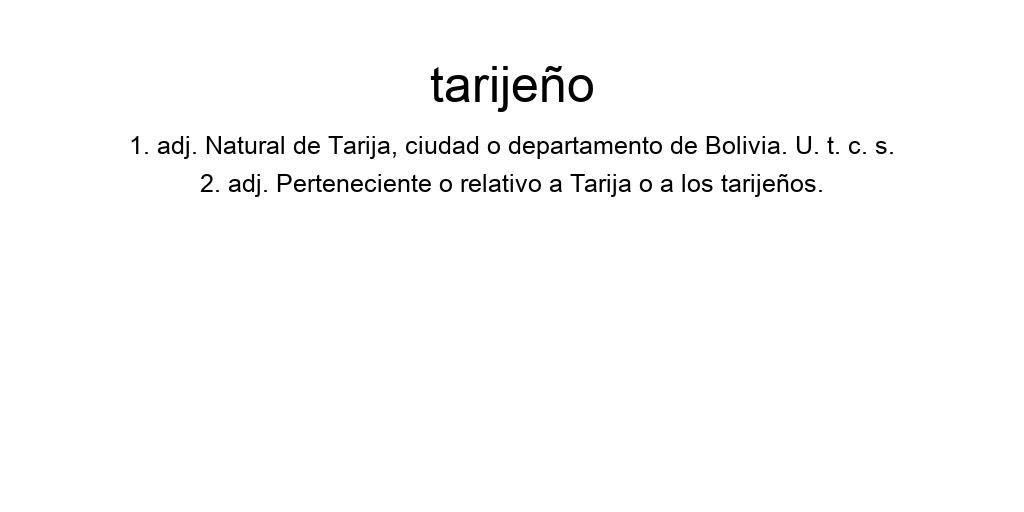 tarijeño
1. adj. Natural de Tarija, ciudad o departamento de Bolivia. U. t. c. s.
2. adj. Perteneciente o relativo a Tarija o a los tarijeños.